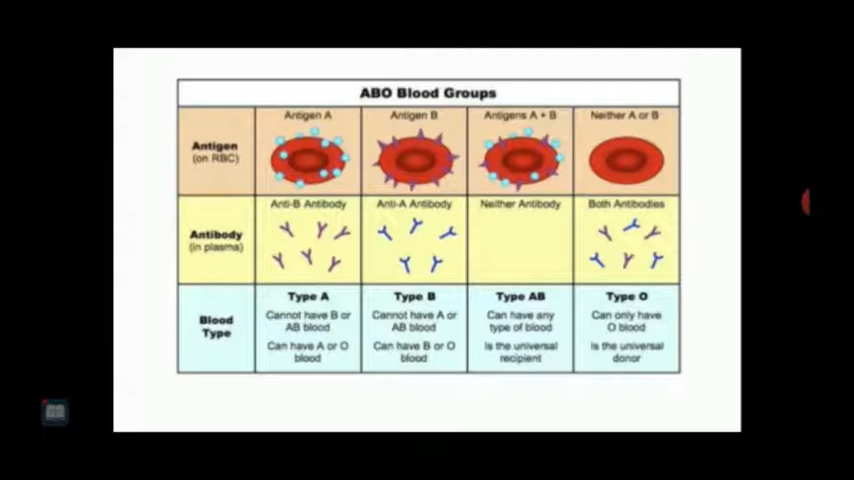 ABO Blood Groups
Antigen A
Antigen B
Antigens A + B
Neither A or B
Antigen
(on RBC)
Anti-B Antibody
Anti-A Antibody
Neither Antibody
Both Antibodies
Antibody
(in plasma)
Blood
Type
Type A
Cannot have B or
AB blood
Can have A or O
blood
Type B
Cannot have A or
AB blood
Can have B or O
blood
Type AB
Can have any
type of blood
Is the universal
recipient
Type O
Can only have
O blood
Is the universal
donor